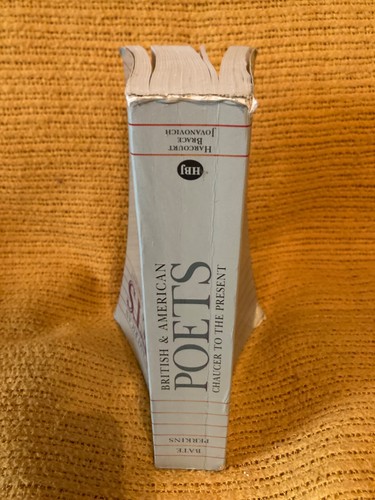 HARCOURT
BRACE
JOVANOVICH
HBJ
BRITISH & AMERICAN
POETS
CHAUCER TO THE PRESENT
BATE
PERKINS